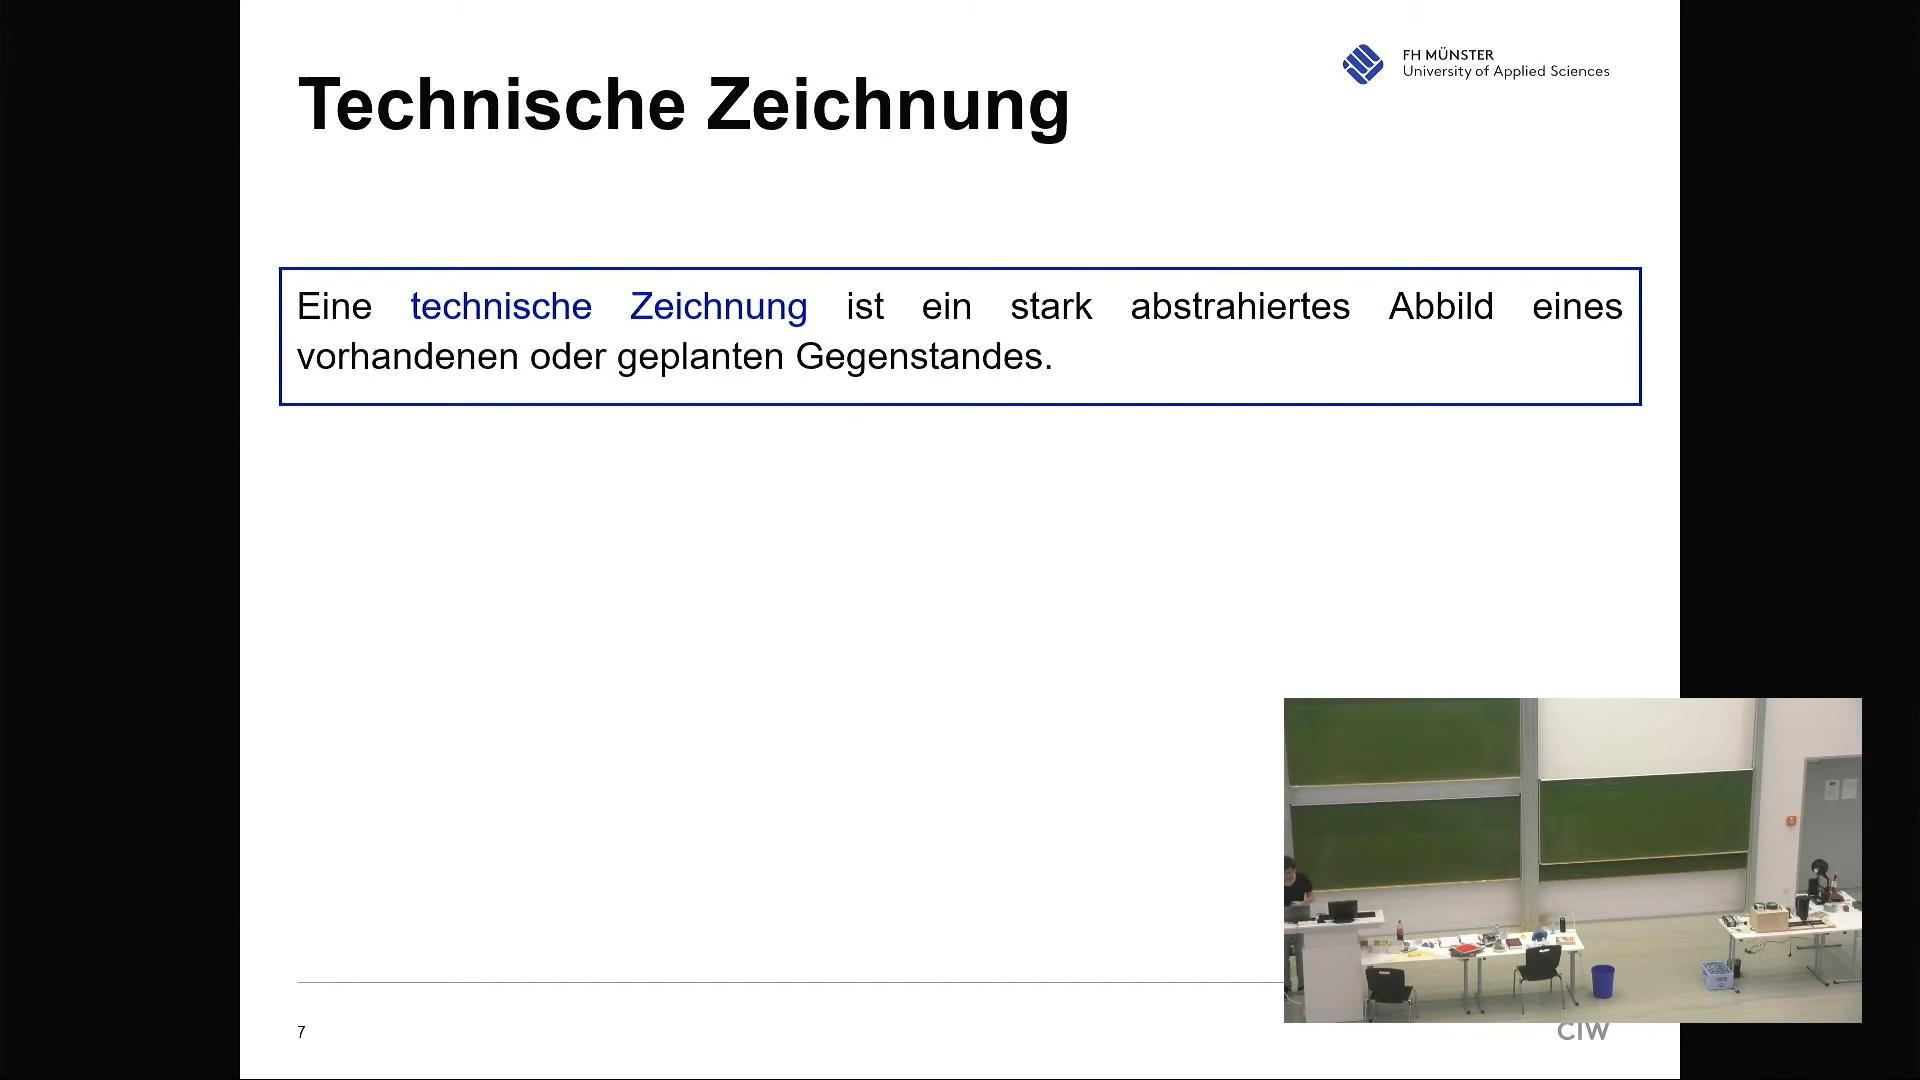 Technische Zeichnung
FH MÜNSTER
University of Applied Sciences
Eine technische Zeichnung ist ein stark abstrahiertes Abbild eines
vorhandenen oder geplanten Gegenstandes.
7
CIW